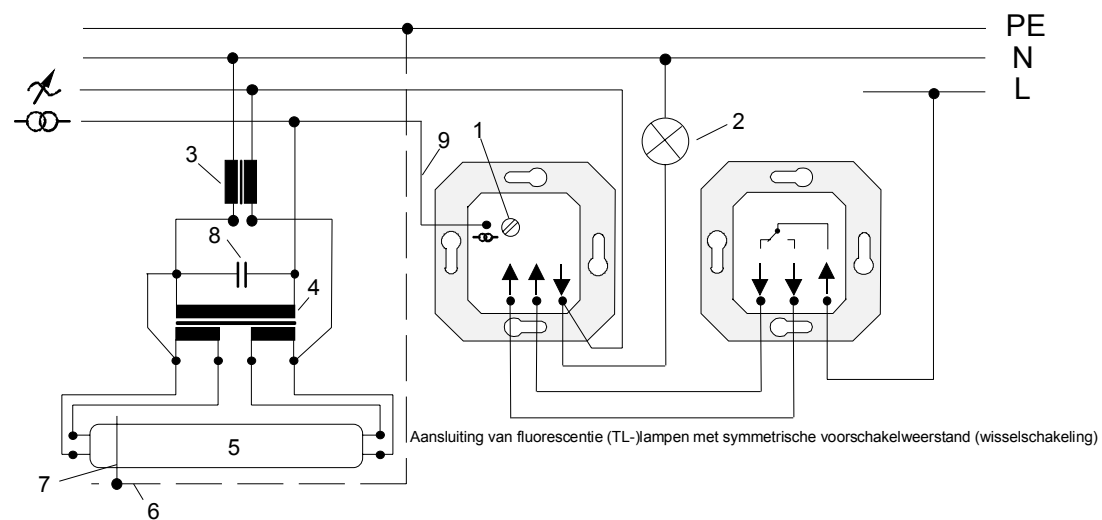 PE
N
L
1
2
9
3
8
4
Aansluiting van fluorescentie (TL-)lampen met symmetrische voorschakelweerstand (wisselschakeling)
5
7
6